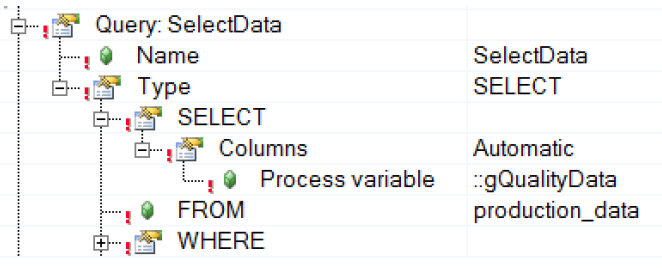 Query: SelectData
Name SelectData
Type SELECT
SELECT
Columns Automatic
Process variable ::gQualityData
FROM production_data
WHERE